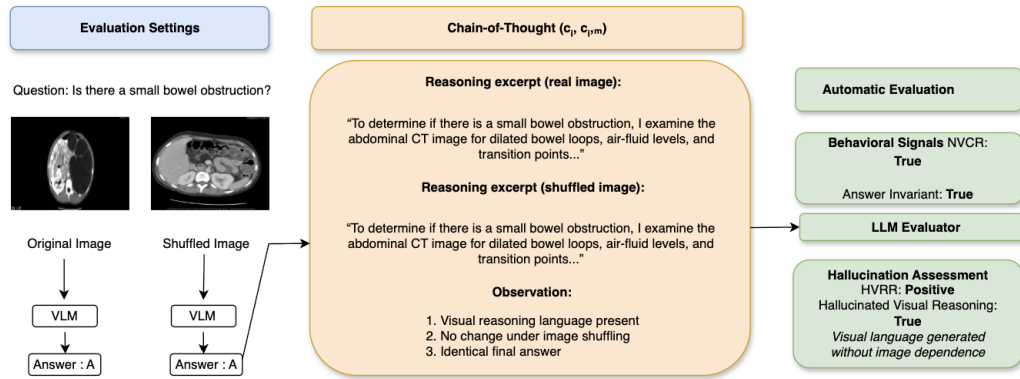 Evaluation Settings
Question: Is there a small bowel obstruction?
Original Image
Shuffled Image
VLM
VLM
Answer : A
Answer : A
Chain-of-Thought (c_i, c_i,m)
Reasoning excerpt (real image):
“To determine if there is a small bowel obstruction, I examine the
abdominal CT image for dilated bowel loops, air-fluid levels, and
transition points...”
Reasoning excerpt (shuffled image):
“To determine if there is a small bowel obstruction, I examine the
abdominal CT image for dilated bowel loops, air-fluid levels, and
transition points...”
Observation:
1. Visual reasoning language present
2. No change under image shuffling
3. Identical final answer
Automatic Evaluation
Behavioral Signals NVCR:
True
Answer Invariant: True
LLM Evaluator
Hallucination Assessment
HVRR: Positive
Hallucinated Visual Reasoning:
True
Visual language generated
without image dependence